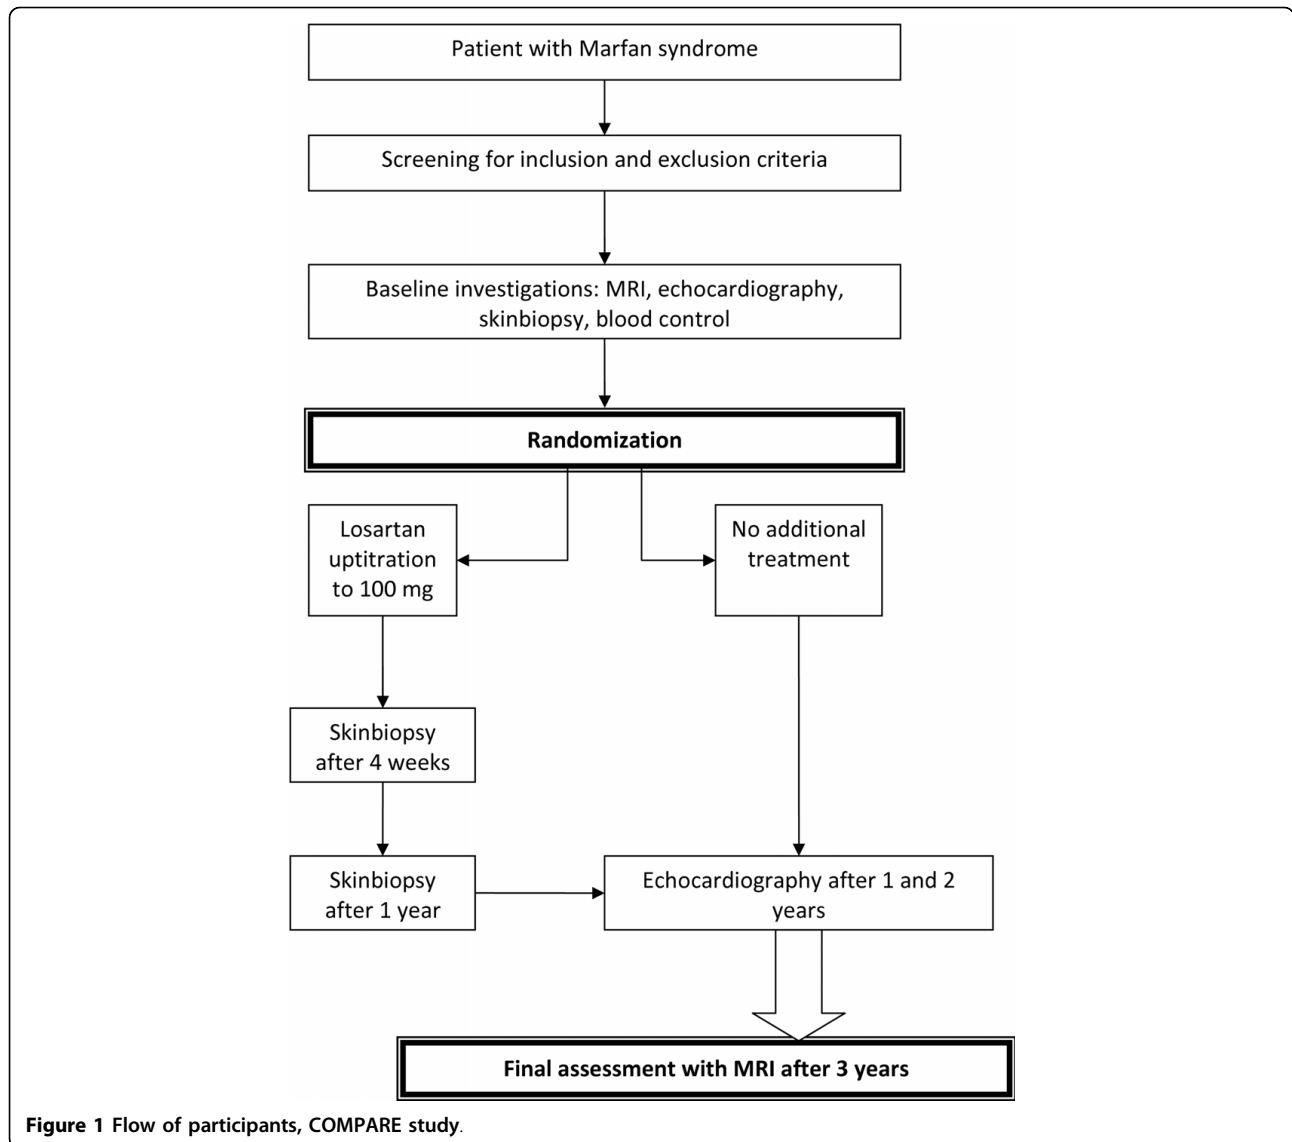 Patient with Marfan syndrome
Screening for inclusion and exclusion criteria
Baseline investigations: MRI, echocardiography,
skinbiopsy, blood control
Randomization
Losartan
uptitration
to 100 mg
No additional
treatment
Skinbiopsy
after 4 weeks
Skinbiopsy
after 1 year
Echocardiography after 1 and 2
years
Final assessment with MRI after 3 years
Figure 1 Flow of participants, COMPARE study.